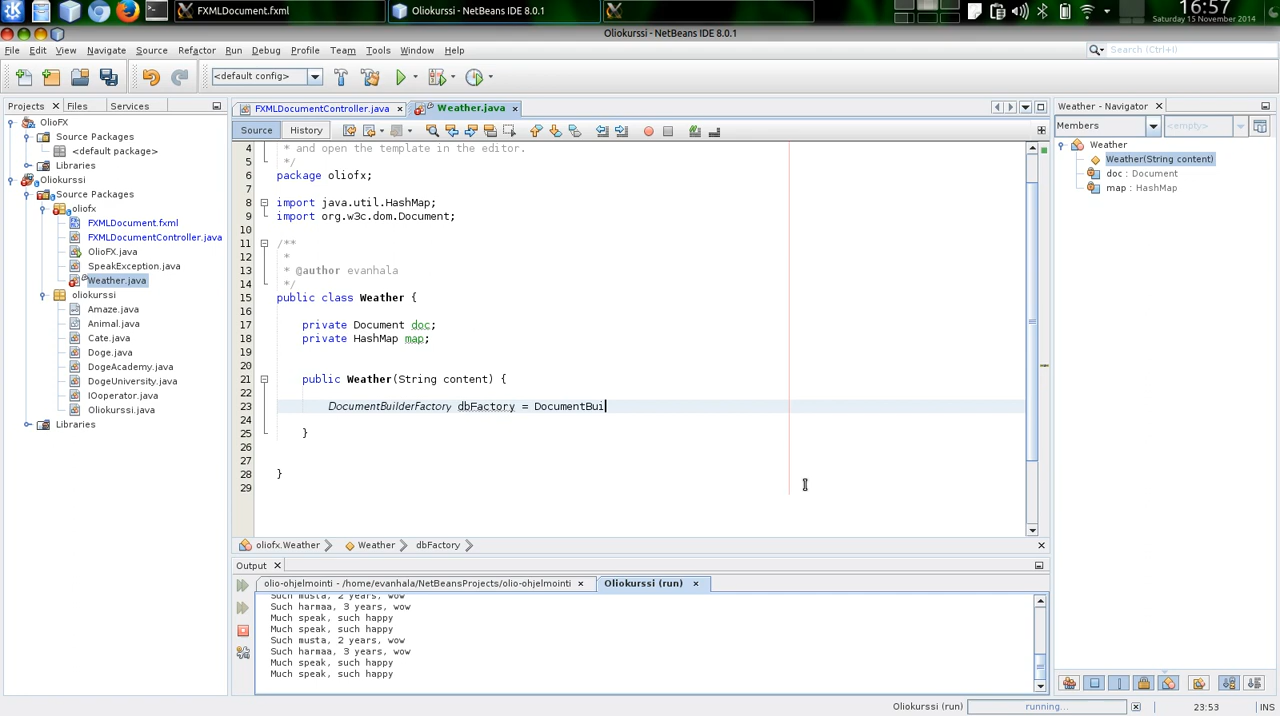 FXMLDocument.fxml
Oliokurssi - NetBeans IDE 8.0.1
16:57
Saturday 15 November 2014
Oliokurssi - NetBeans IDE 8.0.1
File Edit View Navigate Source Refactor Run Debug Profile Team Tools Window Help
Search (Ctrl+I)
<default config>
Projects Files Services
FXMLDocumentController.java Weather.java
Weather - Navigator
Source History
Members <empty>
OlioFX
Source Packages
<default package>
Libraries
Oliokurssi
Source Packages
oliofx
FXMLDocument.fxml
FXMLDocumentController.java
OlioFX.java
SpeakException.java
Weather.java
oliokurssi
Amaze.java
Animal.java
Cate.java
Doge.java
DogeAcademy.java
DogeUniversity.java
IOoperator.java
Oliokurssi.java
Libraries
4 * and open the template in the editor.
5 */
6 package oliofx;
7
8 import java.util.HashMap;
9 import org.w3c.dom.Document;
10
11 /**
12 *
13 * @author evanhala
14 */
15 public class Weather {
16
17 private Document doc;
18 private HashMap map;
19
20
21 public Weather(String content) {
22
23 DocumentBuilderFactory dbFactory = DocumentBui
24
25 }
26
27
28 }
29
Weather
Weather(String content)
doc : Document
map : HashMap
oliofx.Weather Weather dbFactory
Output
olio-ohjelmointi - /home/evanhala/NetBeansProjects/olio-ohjelmointi Oliokurssi (run)
Such musta, 2 years, wow
Such harmaa, 3 years, wow
Much speak, such happy
Much speak, such happy
Such musta, 2 years, wow
Such harmaa, 3 years, wow
Much speak, such happy
Much speak, such happy
Oliokurssi (run) running... 23:53 INS